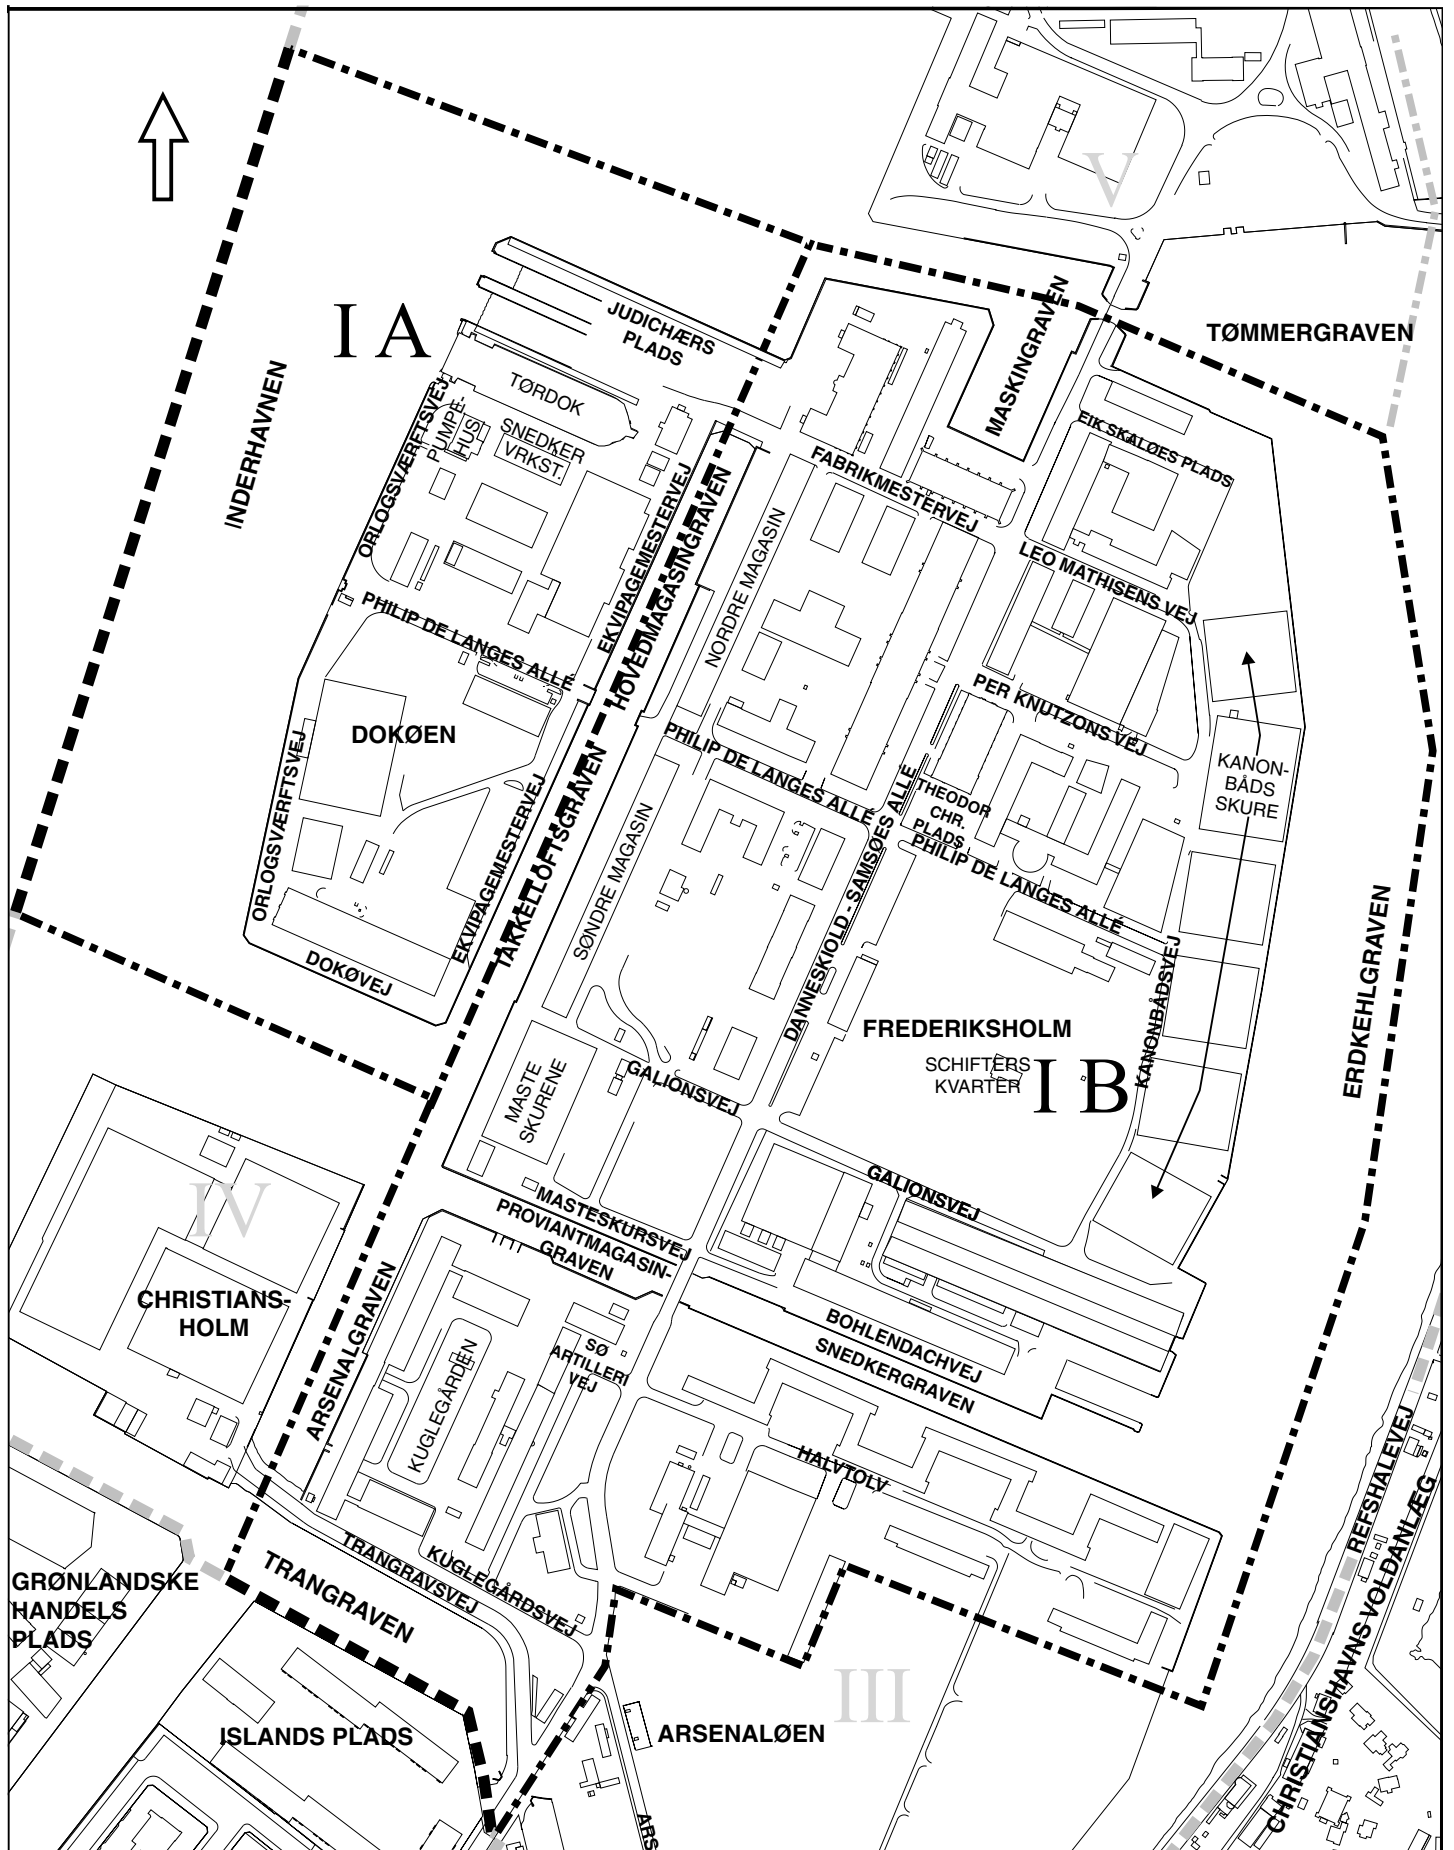 V
I A
JUDICHÆRS
PLADS
MASKINGRAVEN
TØMMERGRAVEN
INDERHAVNEN
ORLOGSVÆRFTSVEJ
TØRDOK
PUMPE-
HUS
SNEDKER
VRKST.
EIK SKALØES PLADS
FABRIKMESTERVEJ
EKVIPAGEMESTERVEJ
HOVEDMAGASINGRAVEN
NORDRE MAGASIN
LEO MATHISENS VEJ
PHILIP DE LANGES ALLÉ
DOKØEN
PER KNUTZONS VEJ
PHILIP DE LANGES ALLÉ
KANON-
BÅDS
SKURE
THEODOR
CHR.
PLADS
PHILIP DE LANGES ALLÉ
ORLOGSVÆRFTSVEJ
EKVIPAGEMESTERVEJ
TAKKELLOFTSGRAVEN
SØNDRE MAGASIN
DANNESKIOLD - SAMSØES ALLÉ
DOKØVEJ
KANONBÅDSVEJ
ERDKEHLGRAVEN
FREDERIKSHOLM
SCHIFTERS
KVARTER
I B
MASTE
SKURENE
GALIONSVEJ
GALIONSVEJ
IV
MASTESKURSVEJ
PROVIANTMAGASIN-
GRAVEN
CHRISTIANS-
HOLM
ARSENALGRAVEN
KUGLEGÅRDEN
SØ
ARTILLERI
VEJ
BOHLENDACHVEJ
SNEDKERGRAVEN
HALVTOLV
REFSHALEVEJ
CHRISTIANSHAVNS VOLDANLÆG
TRANGRAVSVEJ
KUGLEGÅRDSVEJ
TRANGRAVEN
GRØNLANDSKE
HANDELS
PLADS
ISLANDS PLADS
III
ARSENALØEN
ARS